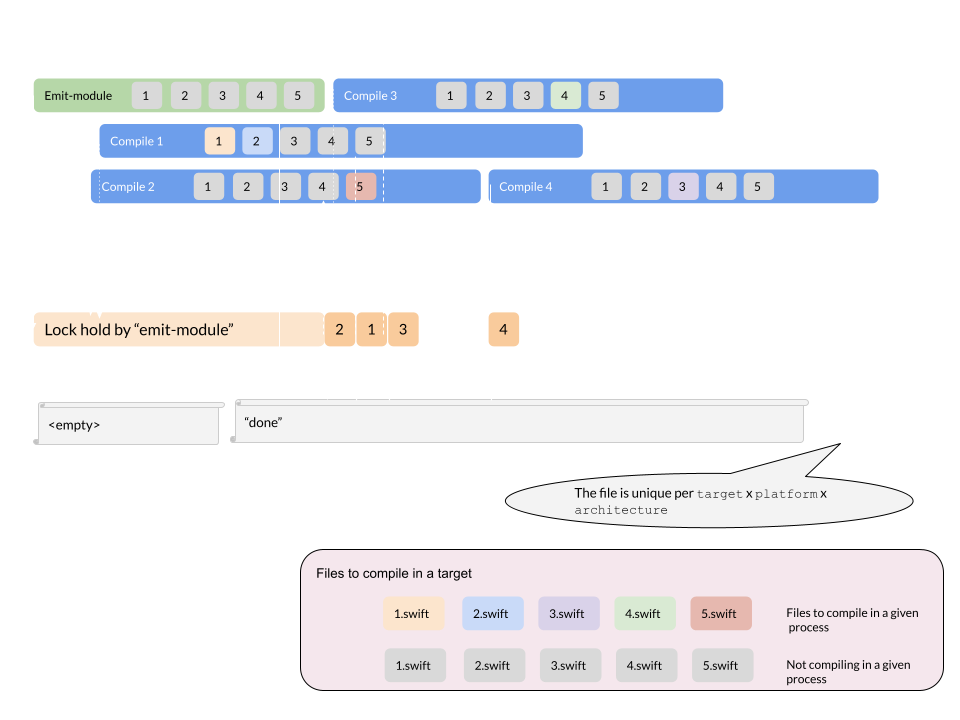 Emit-module 1 2 3 4 5
Compile 3 1 2 3 4 5
Compile 1 1 2 3 4 5
Compile 2 1 2 3 4 5
Compile 4 1 2 3 4 5
Lock hold by “emit-module” 2 1 3 4
<empty>
“done”
The file is unique per target x platform x
architecture
Files to compile in a target
1.swift 2.swift 3.swift 4.swift 5.swift
Files to compile in a given
process
1.swift 2.swift 3.swift 4.swift 5.swift
Not compiling in a given
process